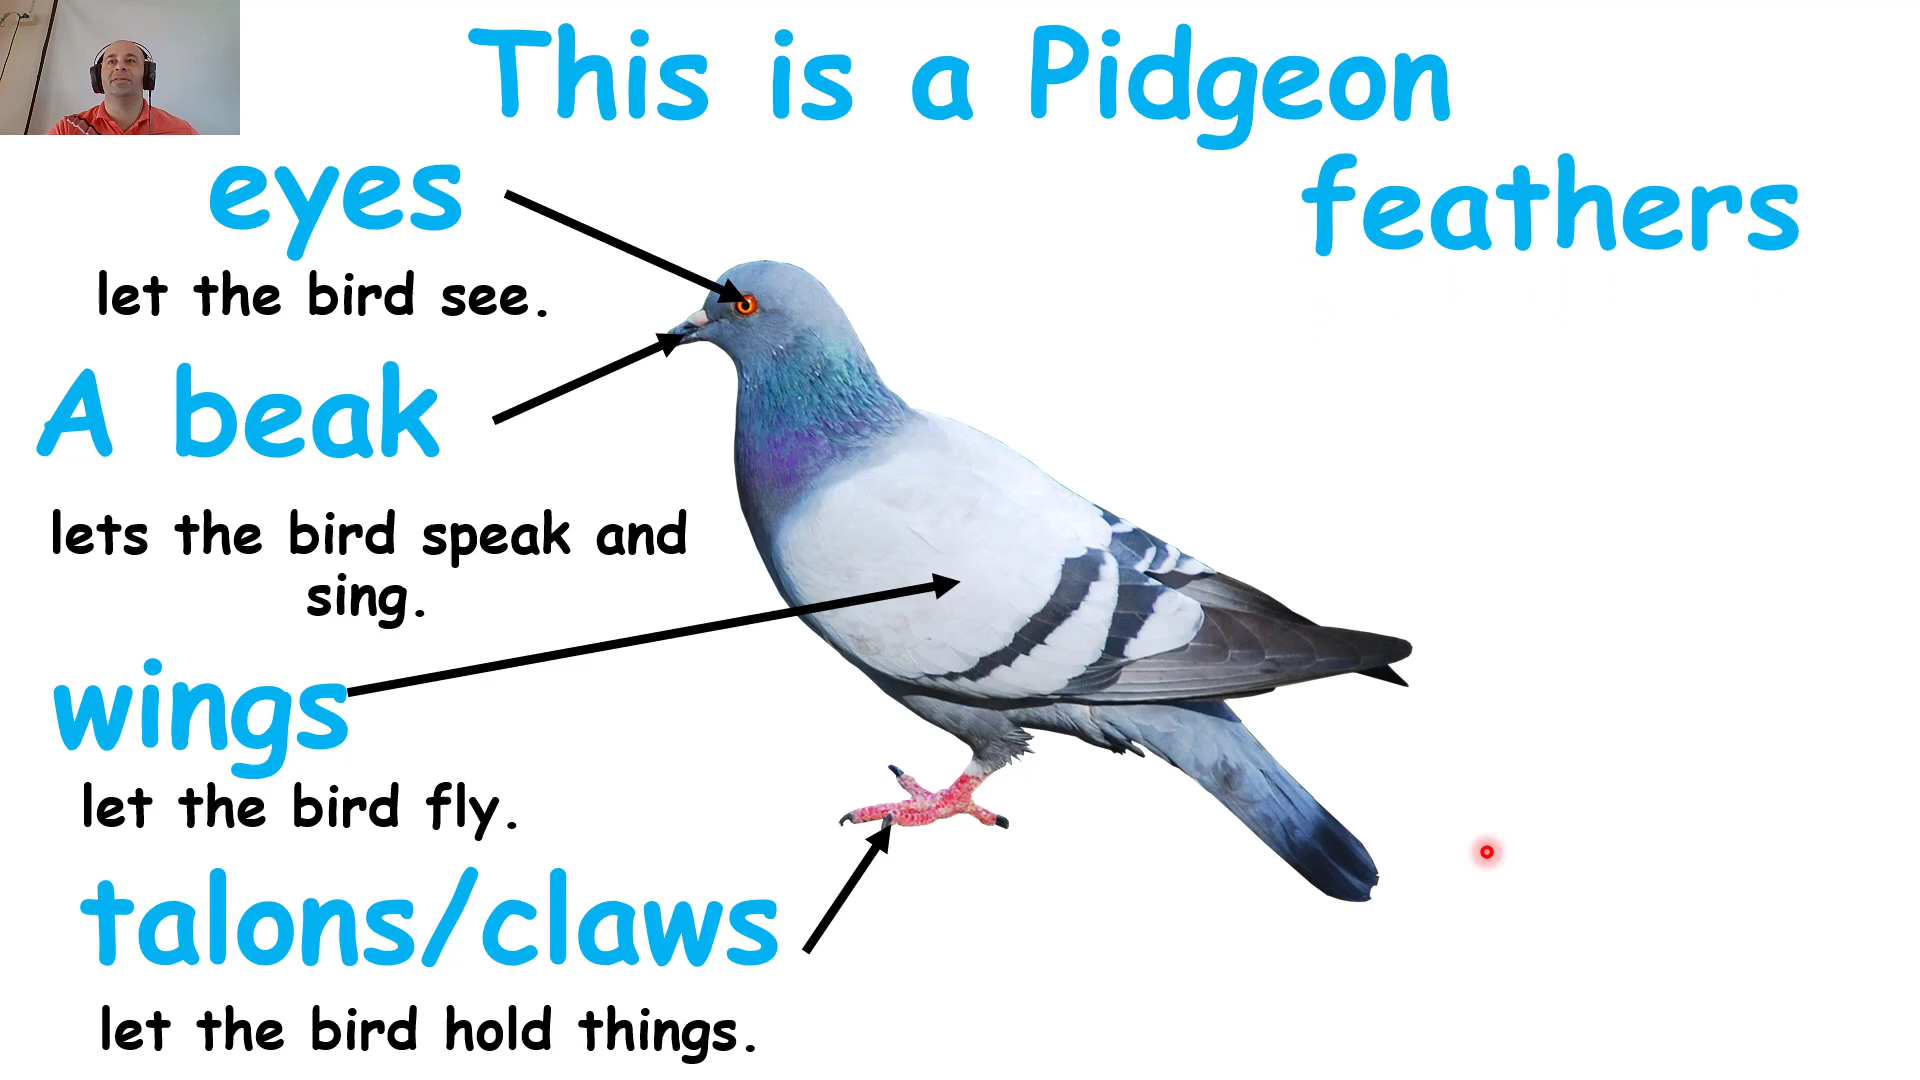 This is a Pidgeon
eyes
feathers
let the bird see.
A beak
lets the bird speak and
sing.
wings
let the bird fly.
talons/claws
let the bird hold things.